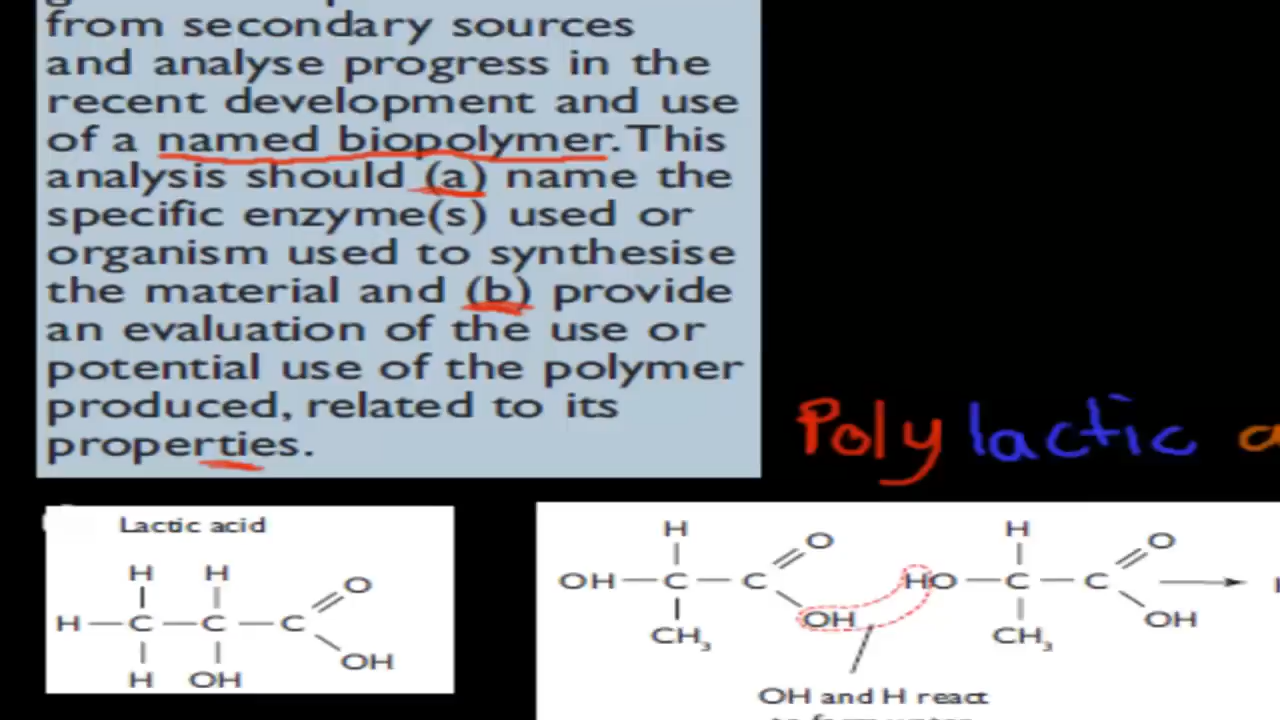 from secondary sources
and analyse progress in the
recent development and use
of a named biopolymer. This
analysis should (a) name the
specific enzyme(s) used or
organism used to synthesise
the material and (b) provide
an evaluation of the use or
potential use of the polymer
produced, related to its
properties.
Poly lactic
Lactic acid
H H
H C C C O
OH
H OH
H O H O
OH C C HO C C
OH OH
CH₃ CH₃
OH and H react
to form water